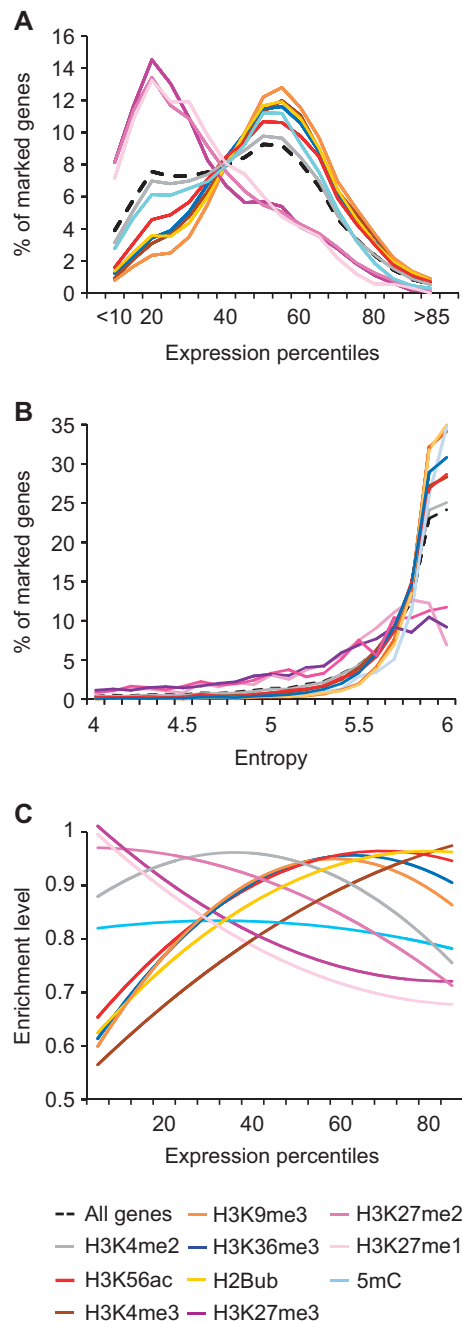 A
% of marked genes
16
14
12
10
8
6
4
2
0
<10 20 40 60 80 >85
Expression percentiles
B
% of marked genes
35
30
25
20
15
10
5
0
4 4.5 5 5.5 6
Entropy
C
Enrichment level
1
0.9
0.8
0.7
0.6
0.5
20 40 60 80
Expression percentiles
All genes H3K9me3 H3K27me2
H3K4me2 H3K36me3 H3K27me1
H3K56ac H2Bub 5mC
H3K4me3 H3K27me3